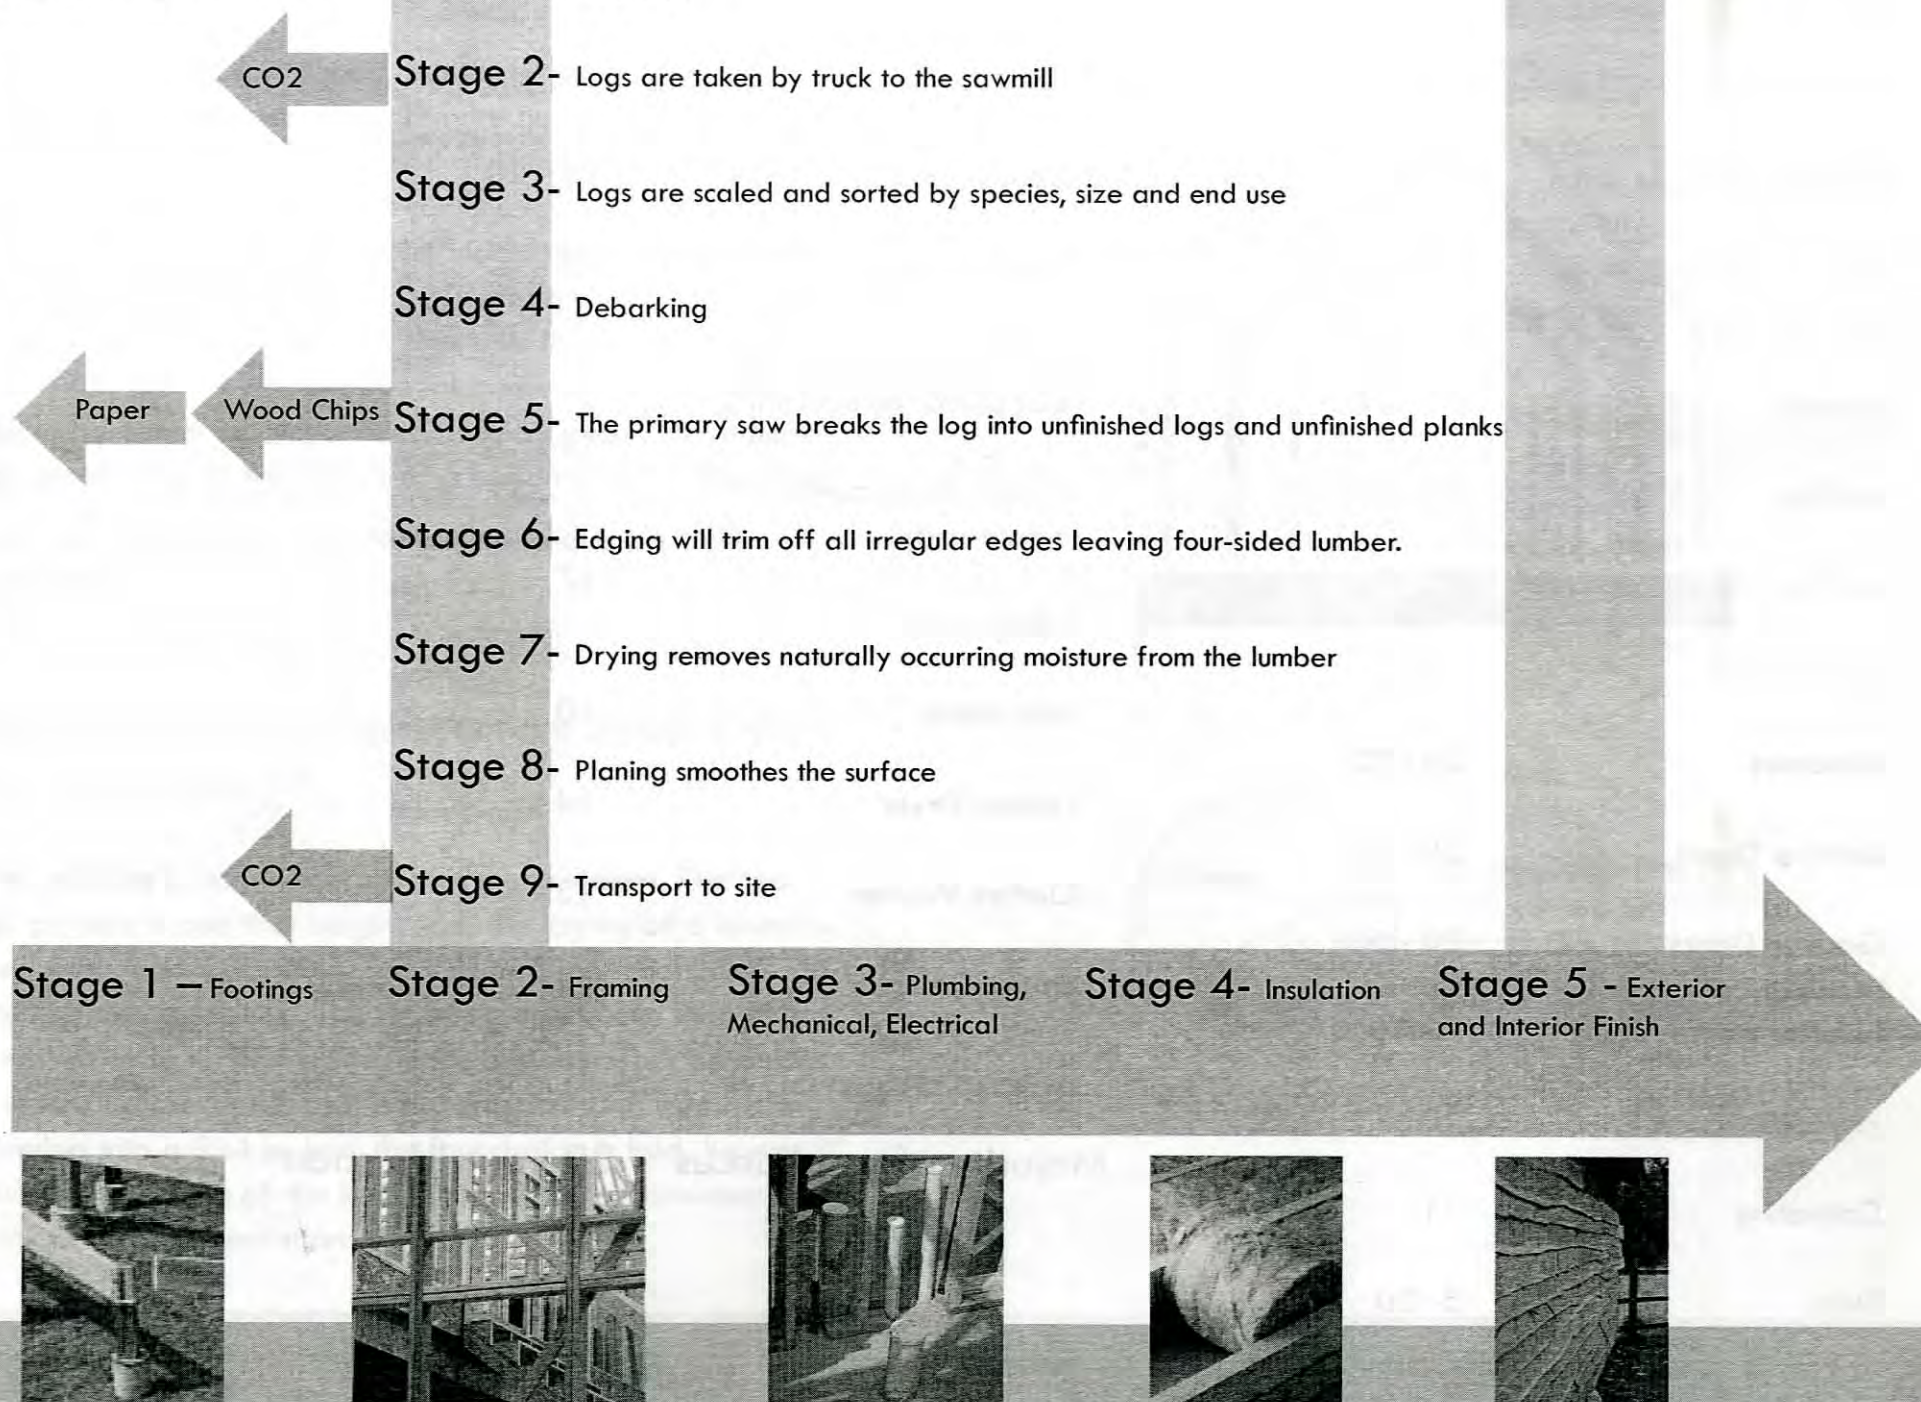 CO2
Stage 2- Logs are taken by truck to the sawmill
Stage 3- Logs are scaled and sorted by species, size and end use
Stage 4- Debarking
Paper
Wood Chips
Stage 5- The primary saw breaks the log into unfinished logs and unfinished planks
Stage 6- Edging will trim off all irregular edges leaving four-sided lumber.
Stage 7- Drying removes naturally occurring moisture from the lumber
Stage 8- Planing smoothes the surface
CO2
Stage 9- Transport to site
Stage 1 – Footings
Stage 2- Framing
Stage 3- Plumbing,
Mechanical, Electrical
Stage 4- Insulation
Stage 5 - Exterior
and Interior Finish